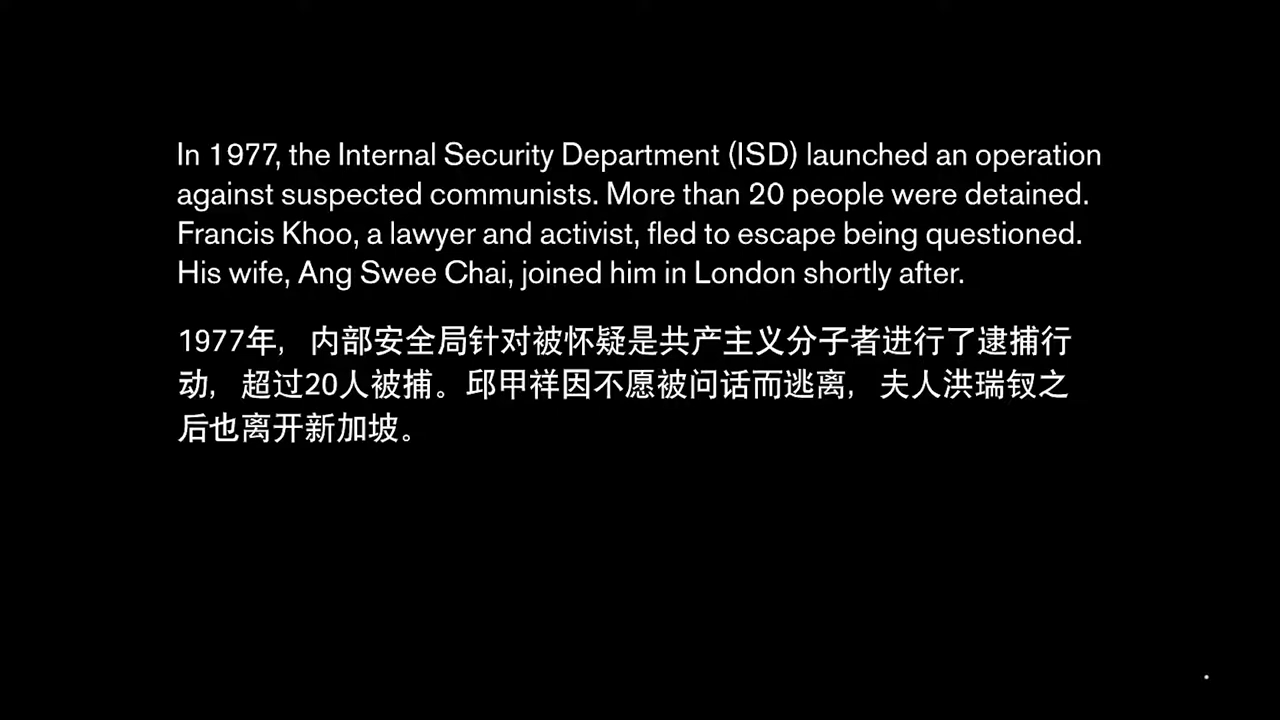 In 1977, the Internal Security Department (ISD) launched an operation
against suspected communists. More than 20 people were detained.
Francis Khoo, a lawyer and activist, fled to escape being questioned.
His wife, Ang Swee Chai, joined him in London shortly after.
1977年，内部安全局针对被怀疑是共产主义分子者进行了逮捕行
动，超过20人被捕。邱甲祥因不愿被问话而逃离，夫人洪瑞钗之
后也离开新加坡。